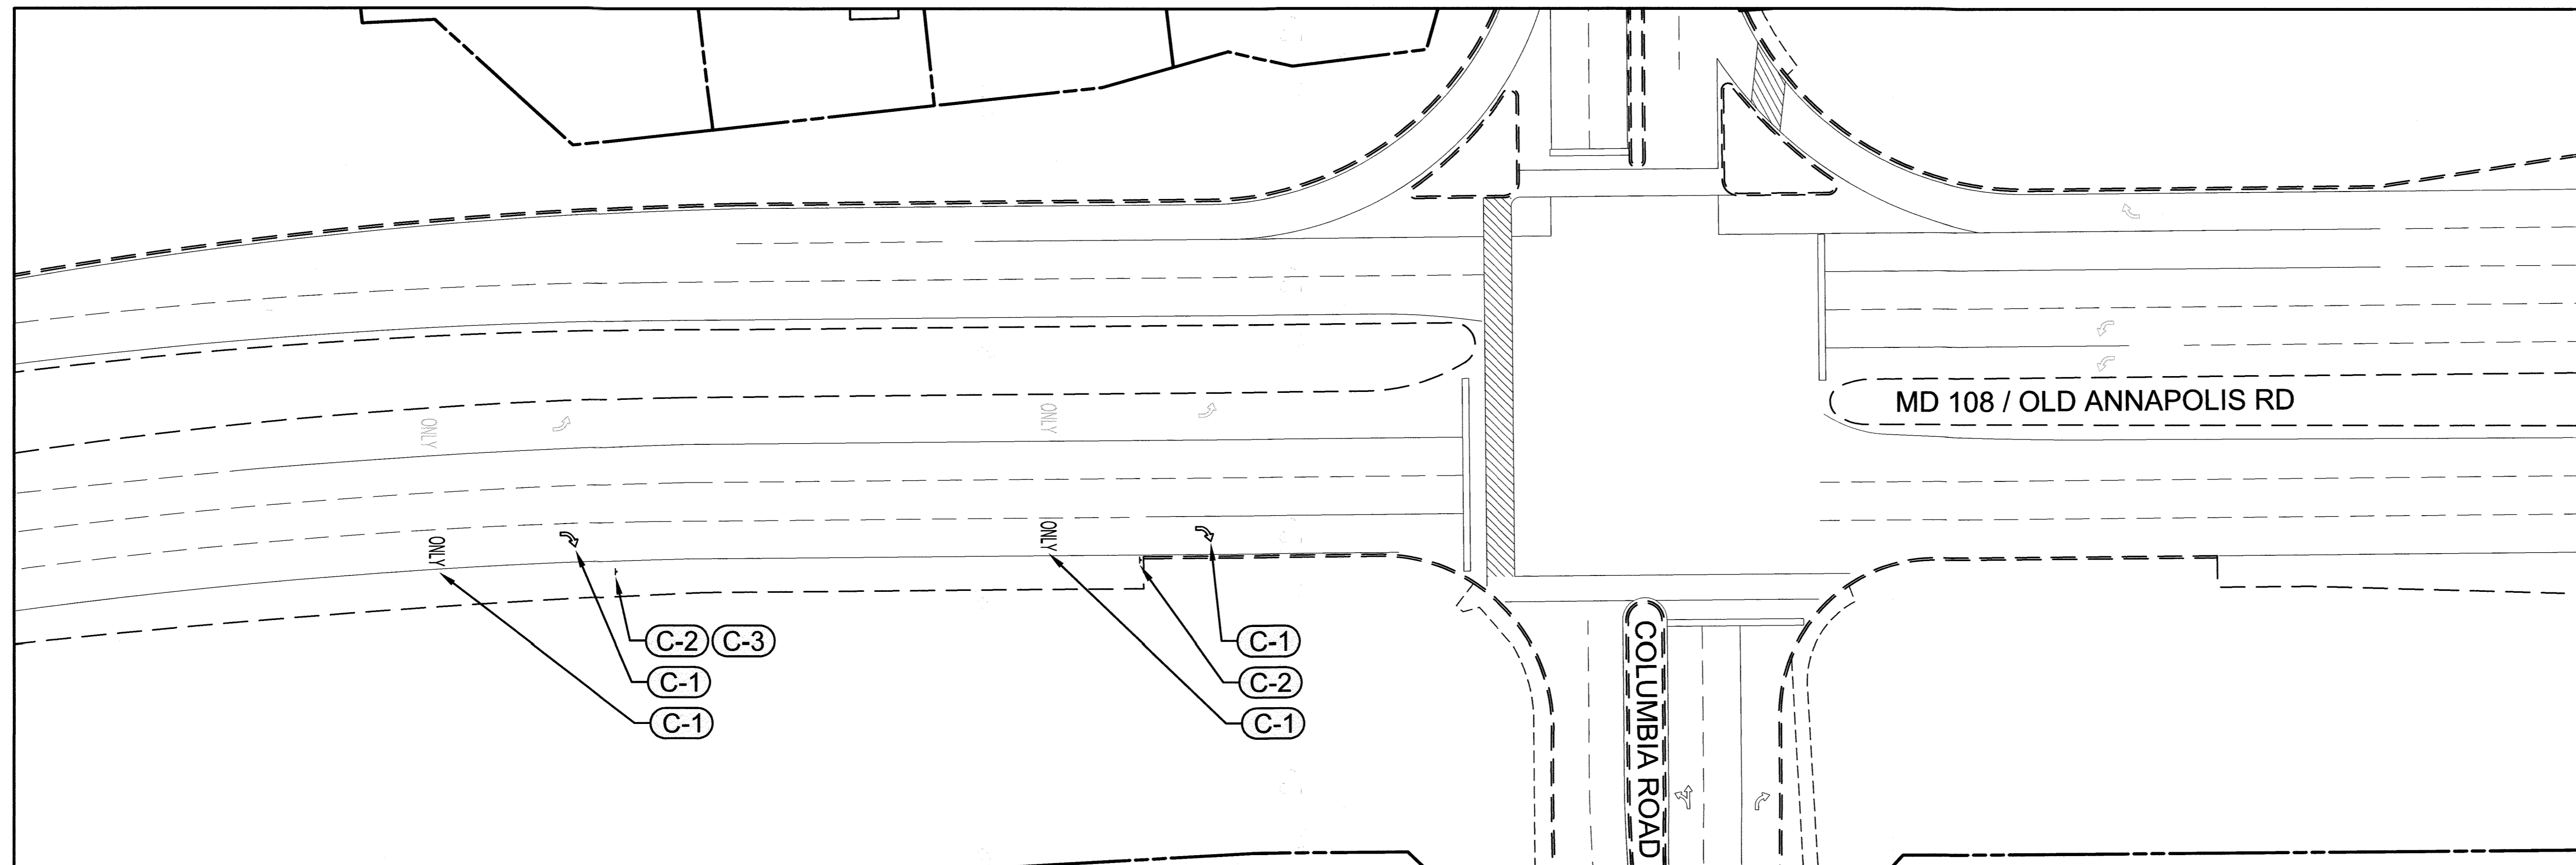 MD 108 / OLD ANNAPOLIS RD
ONLY
ONLY
ONLY
ONLY
C-2 C-3
C-1
C-1
C-1
C-2
C-1
COLUMBIA ROAD